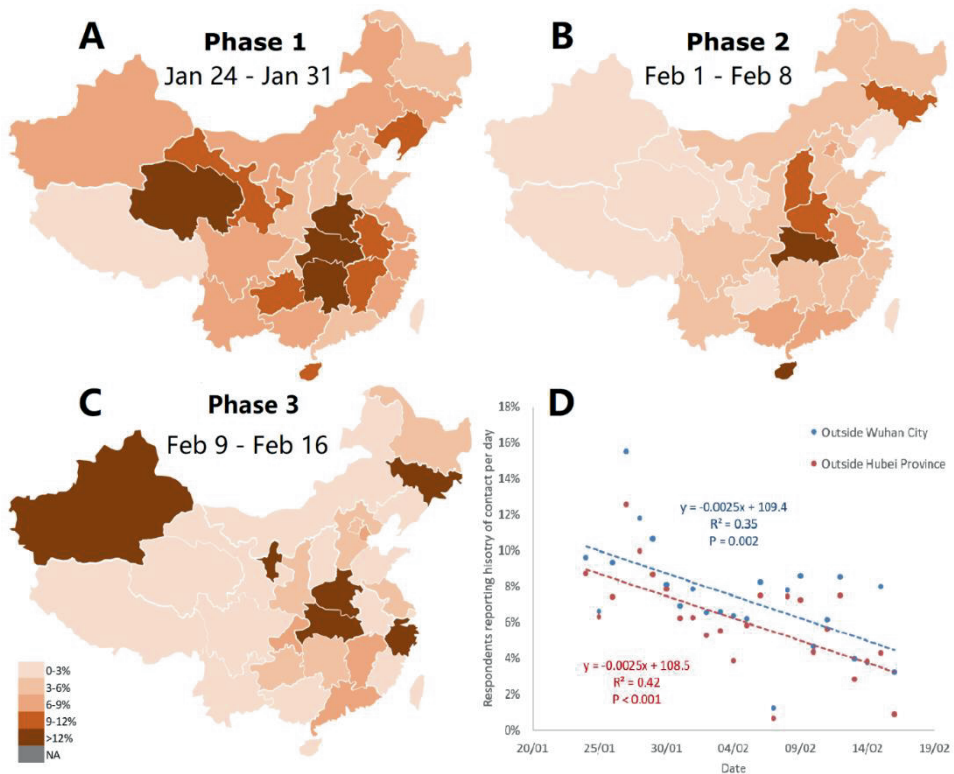 A
Phase 1
Jan 24 - Jan 31
B
Phase 2
Feb 1 - Feb 8
C
Phase 3
Feb 9 - Feb 16
0-3%
3-6%
6-9%
9-12%
>12%
NA
D
Respondents reporting hisotry of contact per day
18%
16%
14%
12%
10%
8%
6%
4%
2%
0%
Outside Wuhan City
Outside Hubei Province
y = -0.0025x + 109.4
R² = 0.35
P = 0.002
y = -0.0025x + 108.5
R² = 0.42
P < 0.001
20/01 25/01 30/01 04/02 09/02 14/02 19/02
Date